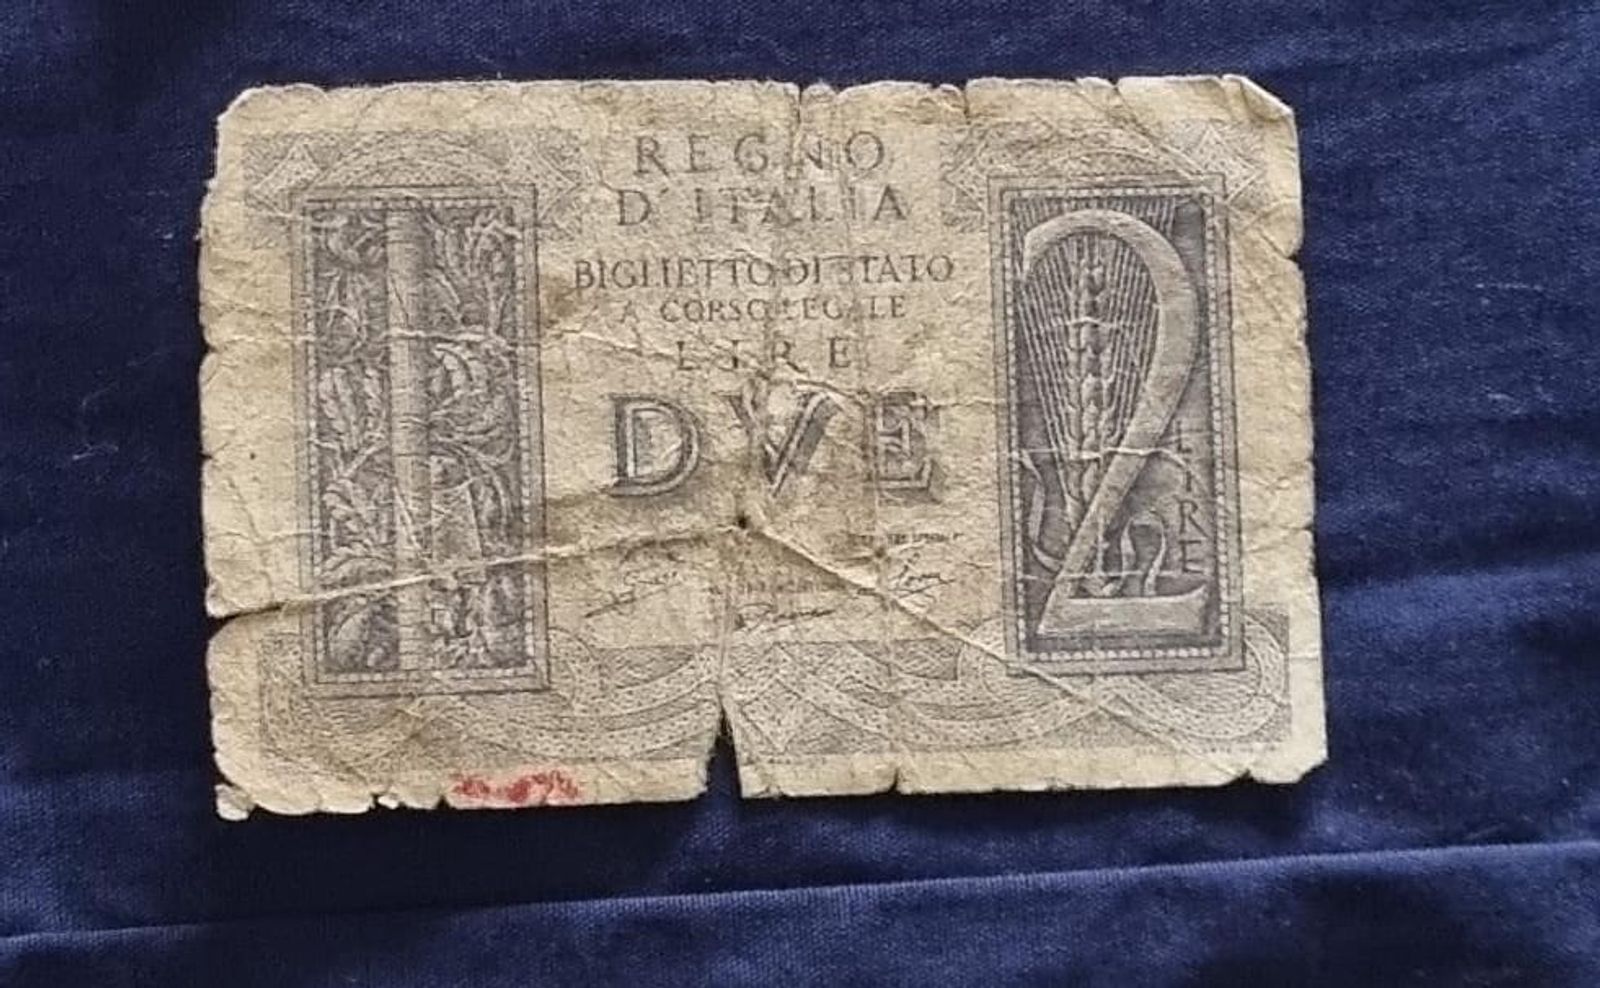 REGNO
D'ITALIA
BIGLIETTO DI STATO
A CORSO LEGALE
LIRE
DVE
2
LIRE